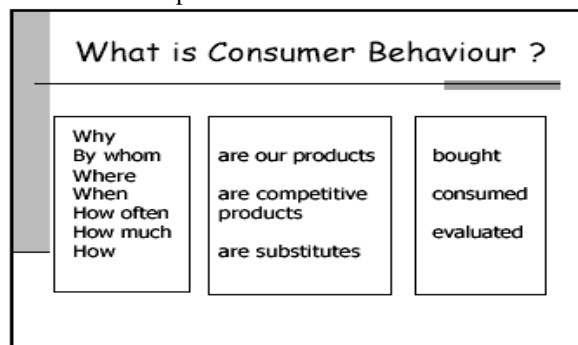 What is Consumer Behaviour ?
Why
By whom
Where
When
How often
How much
How
are our products
are competitive
products
are substitutes
bought
consumed
evaluated